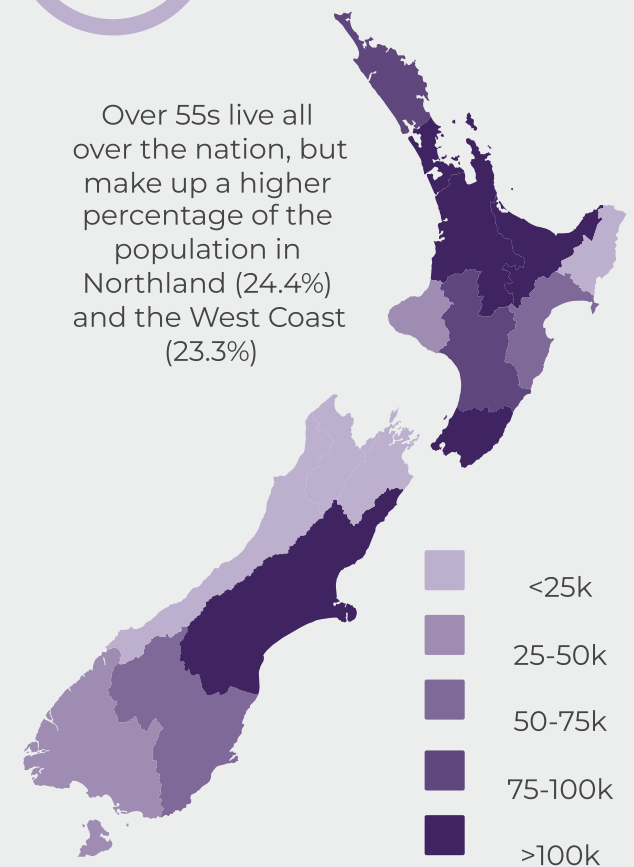 Over 55s live all
over the nation, but
make up a higher
percentage of the
population in
Northland (24.4%)
and the West Coast
(23.3%)
<25k
25-50k
50-75k
75-100k
>100k